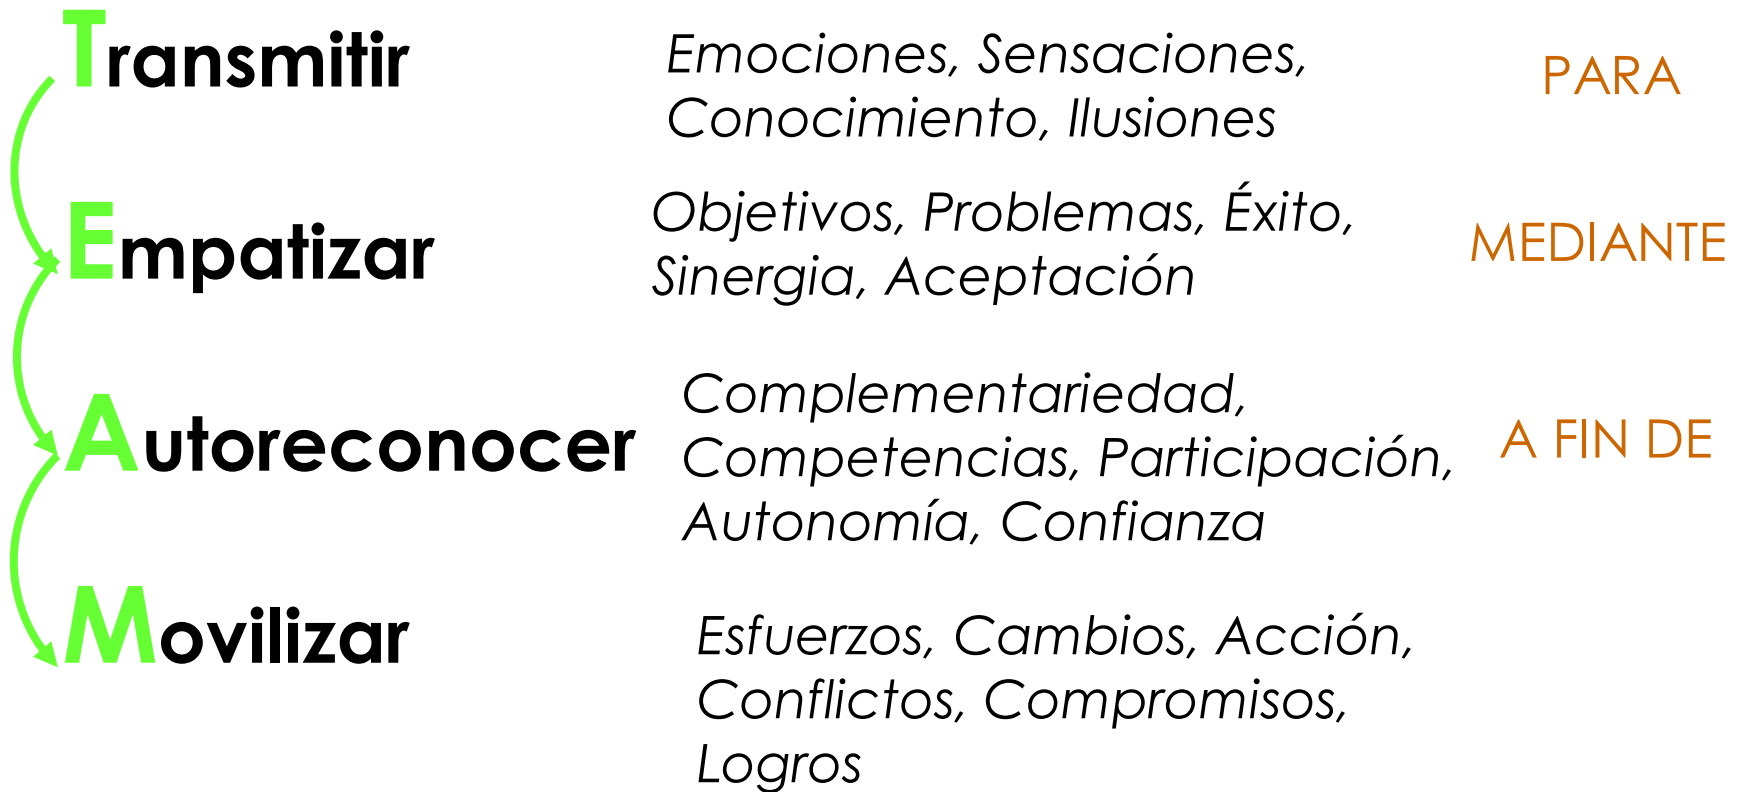 Transmitir
Emociones, Sensaciones,
Conocimiento, Ilusiones
PARA
Empatizar
Objetivos, Problemas, Éxito,
Sinergia, Aceptación
MEDIANTE
Autoreconocer
Complementariedad,
Competencias, Participación,
Autonomía, Confianza
A FIN DE
Movilizar
Esfuerzos, Cambios, Acción,
Conflictos, Compromisos,
Logros